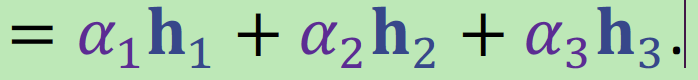 = α₁h₁ + α₂h₂ + α₃h₃.